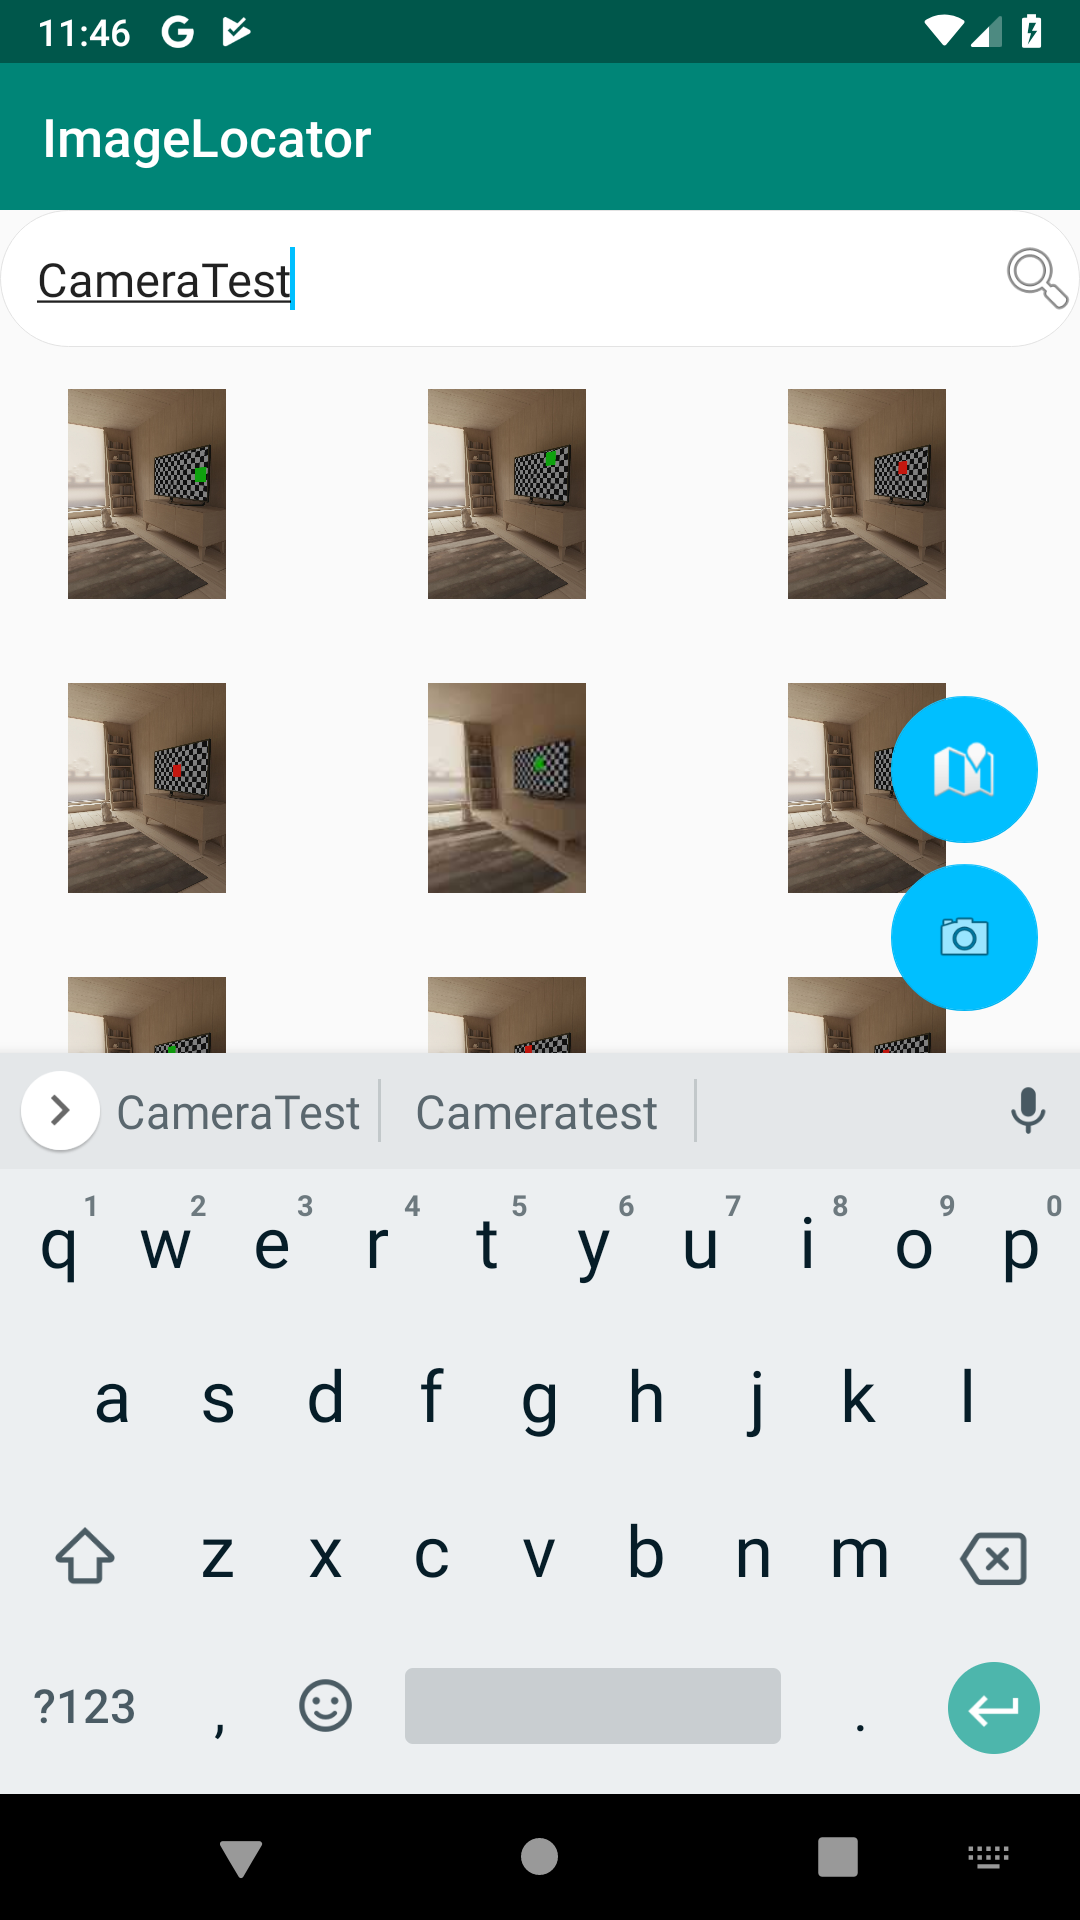 11:46
ImageLocator
CameraTest
CameraTest Cameratest
1 2 3 4 5 6 7 8 9 0
q w e r t y u i o p
a s d f g h j k l
z x c v b n m
?123 , .